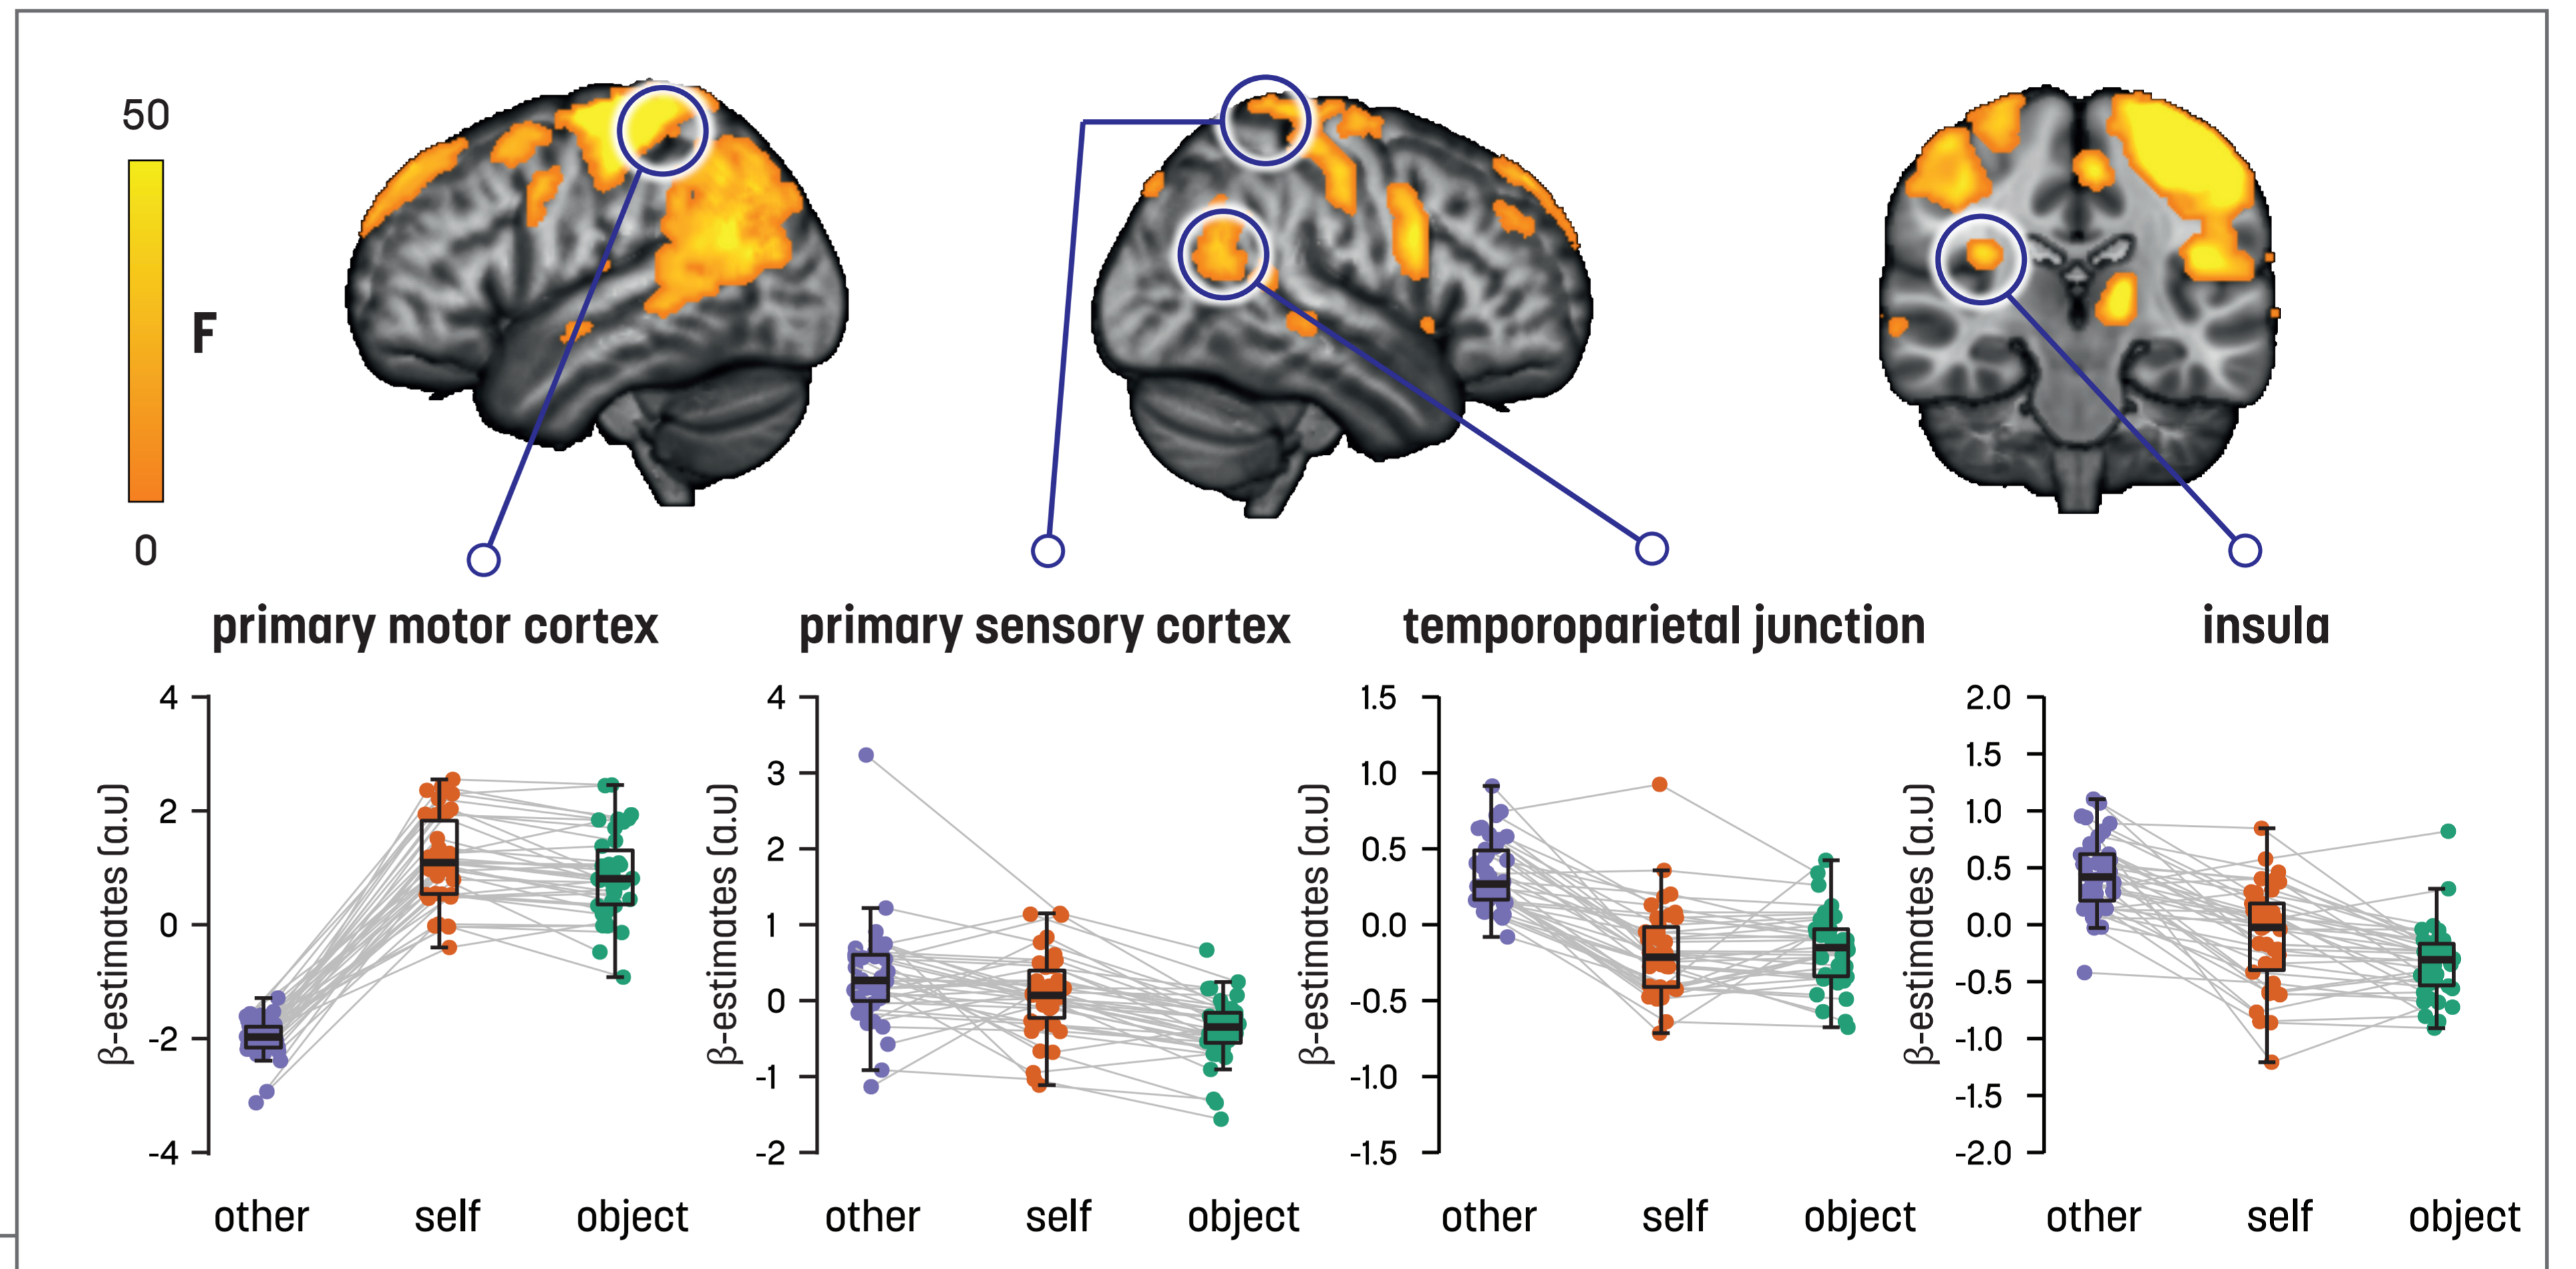 50
F
0
primary motor cortex
primary sensory cortex
temporoparietal junction
insula
β-estimates (a.u)
4
2
0
-2
-4
other
self
object
β-estimates (a.u)
4
3
2
1
0
-1
-2
other
self
object
β-estimates (a.u)
1.5
1.0
0.5
0.0
-0.5
-1.0
-1.5
other
self
object
β-estimates (a.u)
2.0
1.5
1.0
0.5
0.0
-0.5
-1.0
-1.5
-2.0
other
self
object